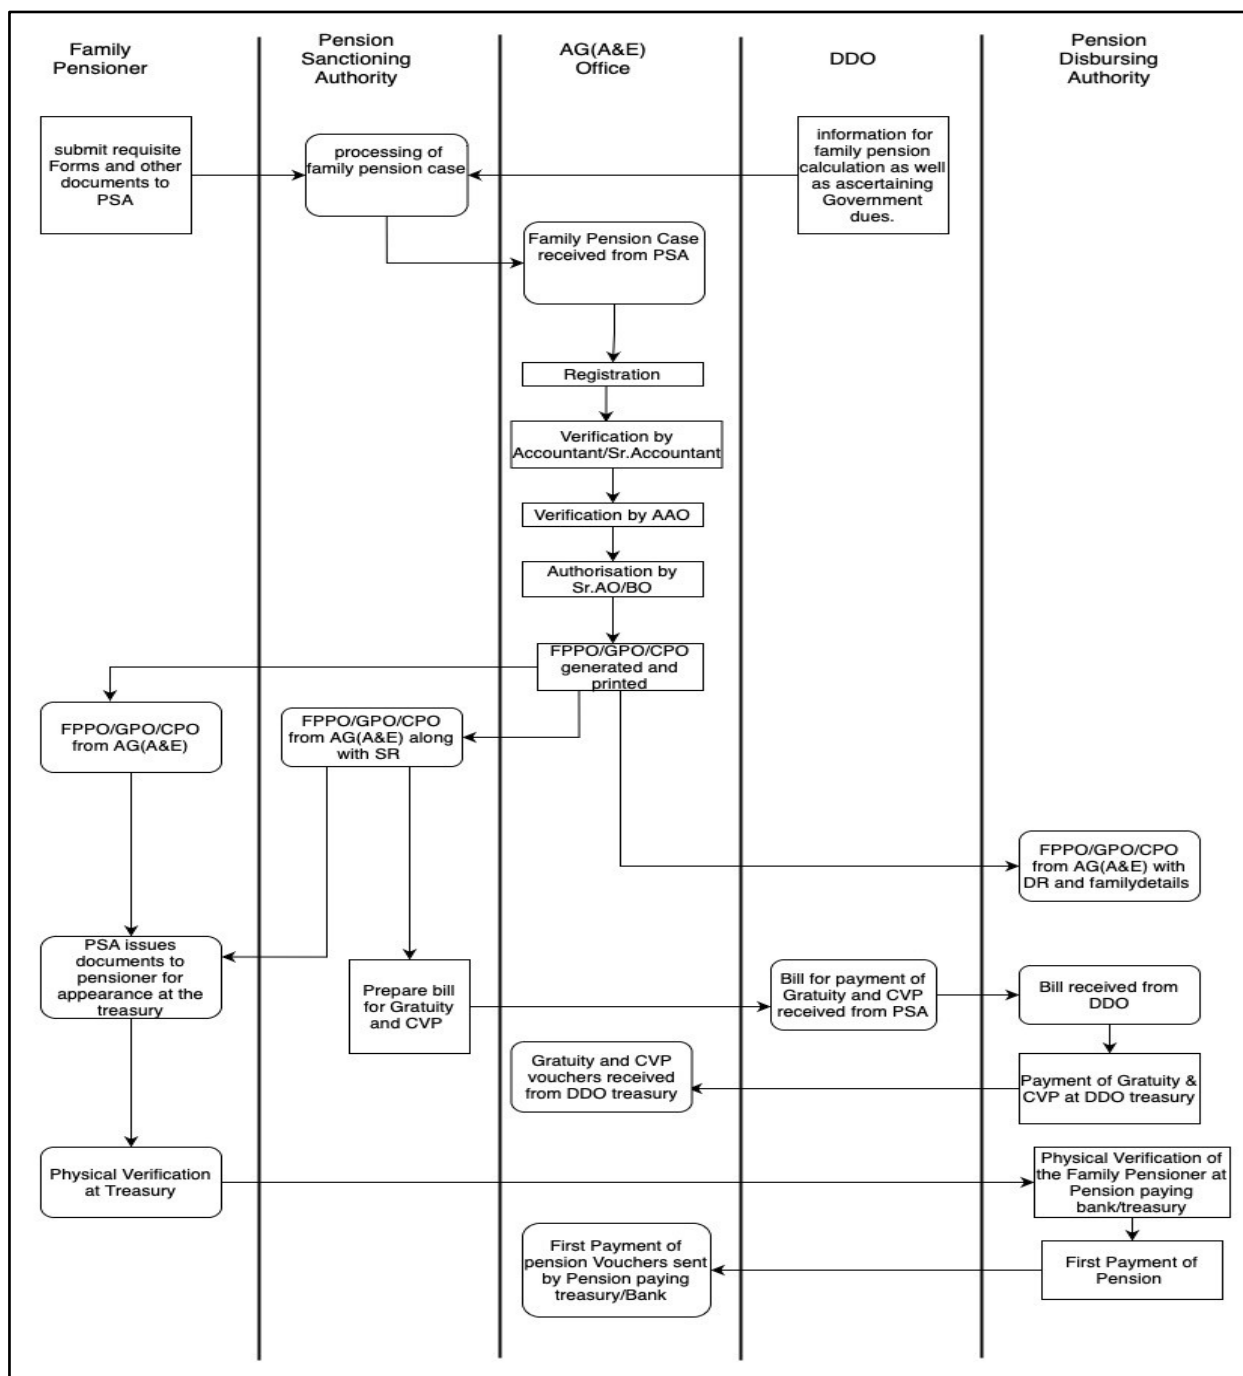 Family
Pensioner
Pension
Sanctioning
Authority
AG(A&E)
Office
DDO
Pension
Disbursing
Authority
submit requisite
Forms and other
documents to
PSA
processing of
family pension case
information for
family pension
calculation as well
as ascertaining
Government
dues.
Family Pension Case
received from PSA
Registration
Verification by
Accountant/Sr.Accountant
Verification by AAO
Authorisation by
Sr.AO/BO
FPPO/GPO/CPO
generated and
printed
FPPO/GPO/CPO
from AG(A&E)
FPPO/GPO/CPO
from AG(A&E) along
with SR
FPPO/GPO/CPO
from AG(A&E) with
DR and familydetails
PSA issues
documents to
pensioner for
appearance at the
treasury
Prepare bill
for Gratuity
and CVP
Bill for payment of
Gratuity and CVP
received from PSA
Bill received from
DDO
Gratuity and CVP
vouchers received
from DDO treasury
Payment of Gratuity &
CVP at DDO treasury
Physical Verification
at Treasury
Physical Verification of
the Family Pensioner at
Pension paying
bank/treasury
First Payment of
pension Vouchers sent
by Pension paying
treasury/Bank
First Payment of
Pension